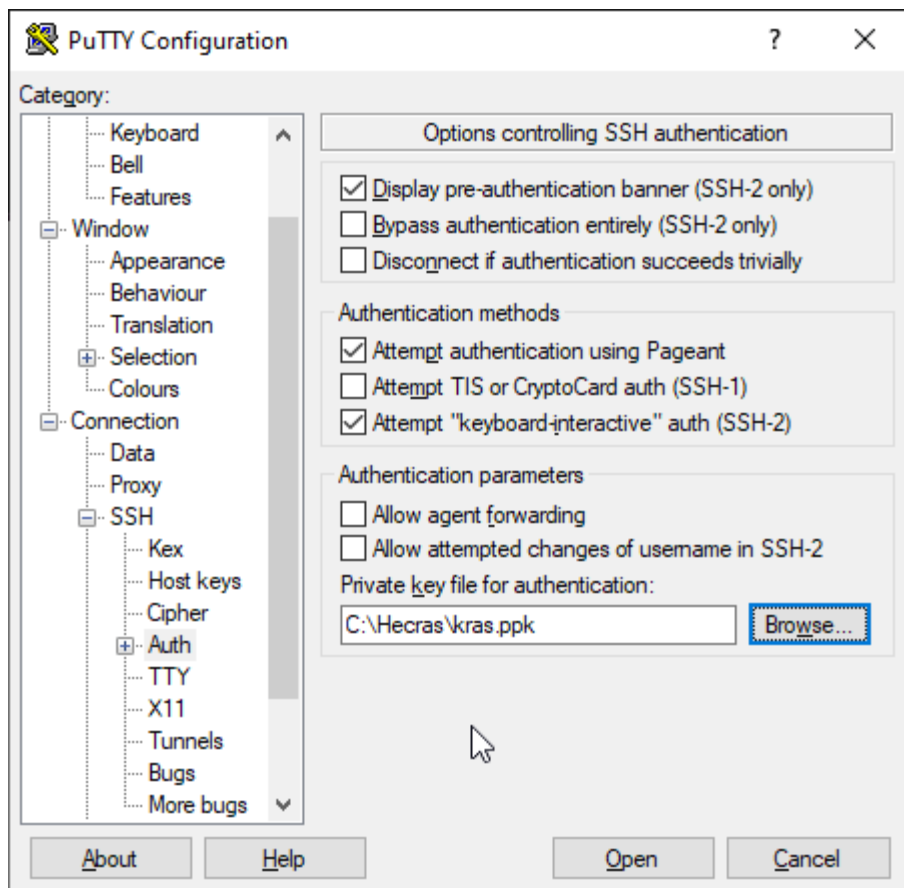 PuTTY Configuration
?
Category:
Keyboard
Bell
Features
Window
Appearance
Behaviour
Translation
Selection
Colours
Connection
Data
Proxy
SSH
Kex
Host keys
Cipher
Auth
TTY
X11
Tunnels
Bugs
More bugs
Options controlling SSH authentication
Display pre-authentication banner (SSH-2 only)
Bypass authentication entirely (SSH-2 only)
Disconnect if authentication succeeds trivially
Authentication methods
Attempt authentication using Pageant
Attempt TIS or CryptoCard auth (SSH-1)
Attempt "keyboard-interactive" auth (SSH-2)
Authentication parameters
Allow agent forwarding
Allow attempted changes of username in SSH-2
Private key file for authentication:
C:\Hecras\kras.ppk
Browse...
About
Help
Open
Cancel